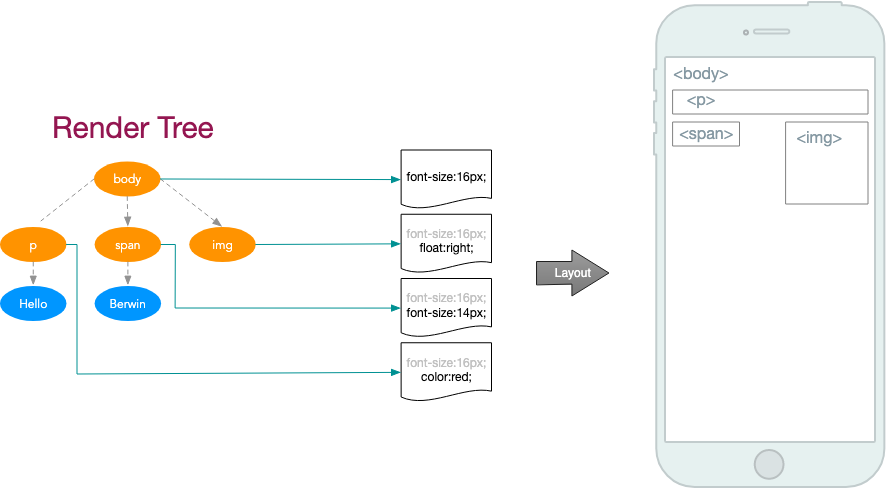 Render Tree
body
p
span
img
Hello
Berwin
font-size:16px;
font-size:16px;
float:right;
font-size:16px;
font-size:14px;
font-size:16px;
color:red;
Layout
<body>
<p>
<span>
<img>